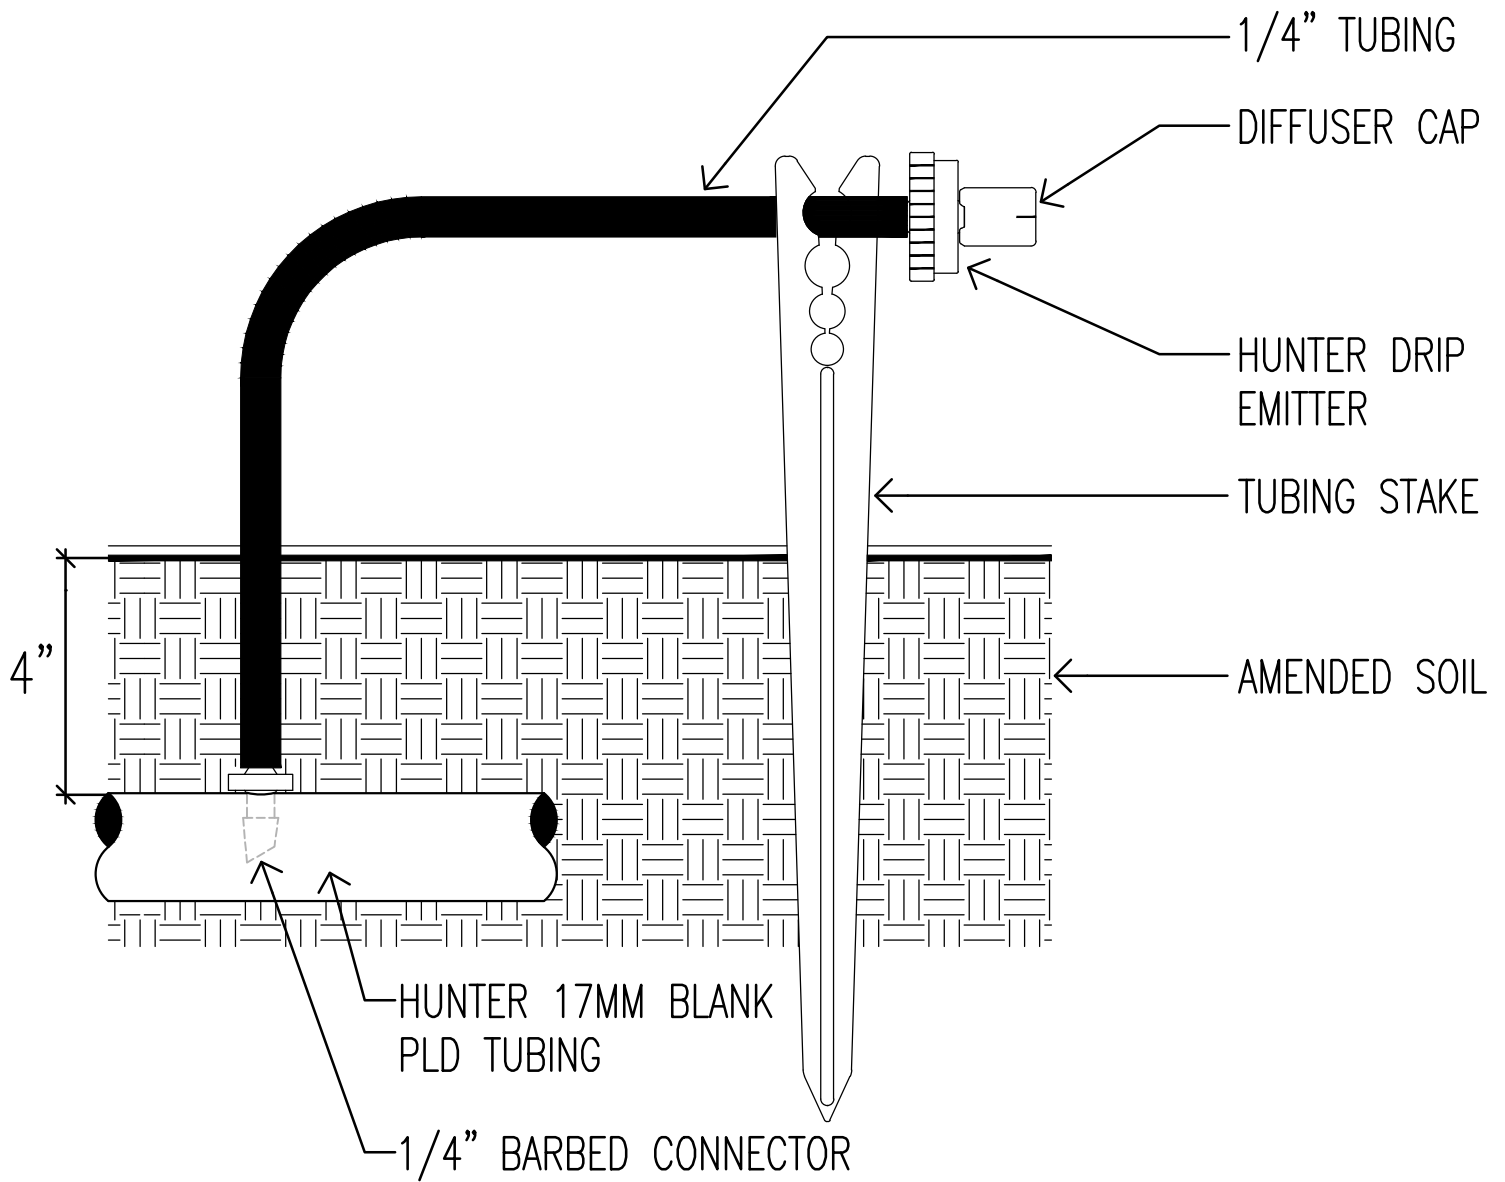 1/4” TUBING
DIFFUSER CAP
HUNTER DRIP
EMITTER
TUBING STAKE
4”
AMENDED SOIL
HUNTER 17MM BLANK
PLD TUBING
1/4” BARBED CONNECTOR